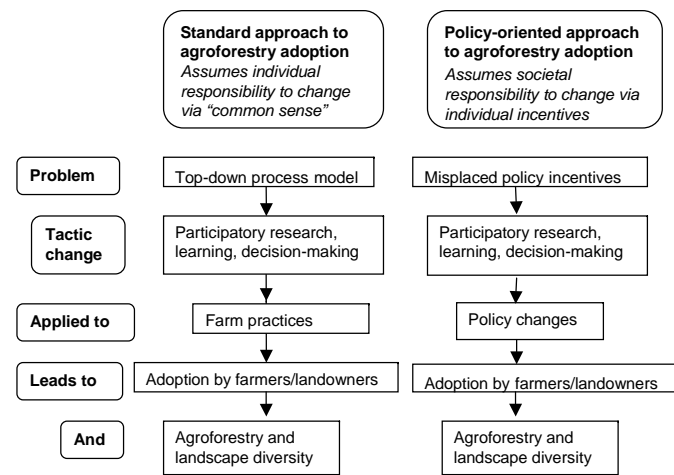 Standard approach to
agroforestry adoption
Assumes individual
responsibility to change
via “common sense”
Policy-oriented approach
to agroforestry adoption
Assumes societal
responsibility to change via
individual incentives
Problem
Top-down process model
Misplaced policy incentives
Tactic
change
Participatory research,
learning, decision-making
Participatory research,
learning, decision-making
Applied to
Farm practices
Policy changes
Leads to
Adoption by farmers/landowners
Adoption by farmers/landowners
And
Agroforestry and
landscape diversity
Agroforestry and
landscape diversity